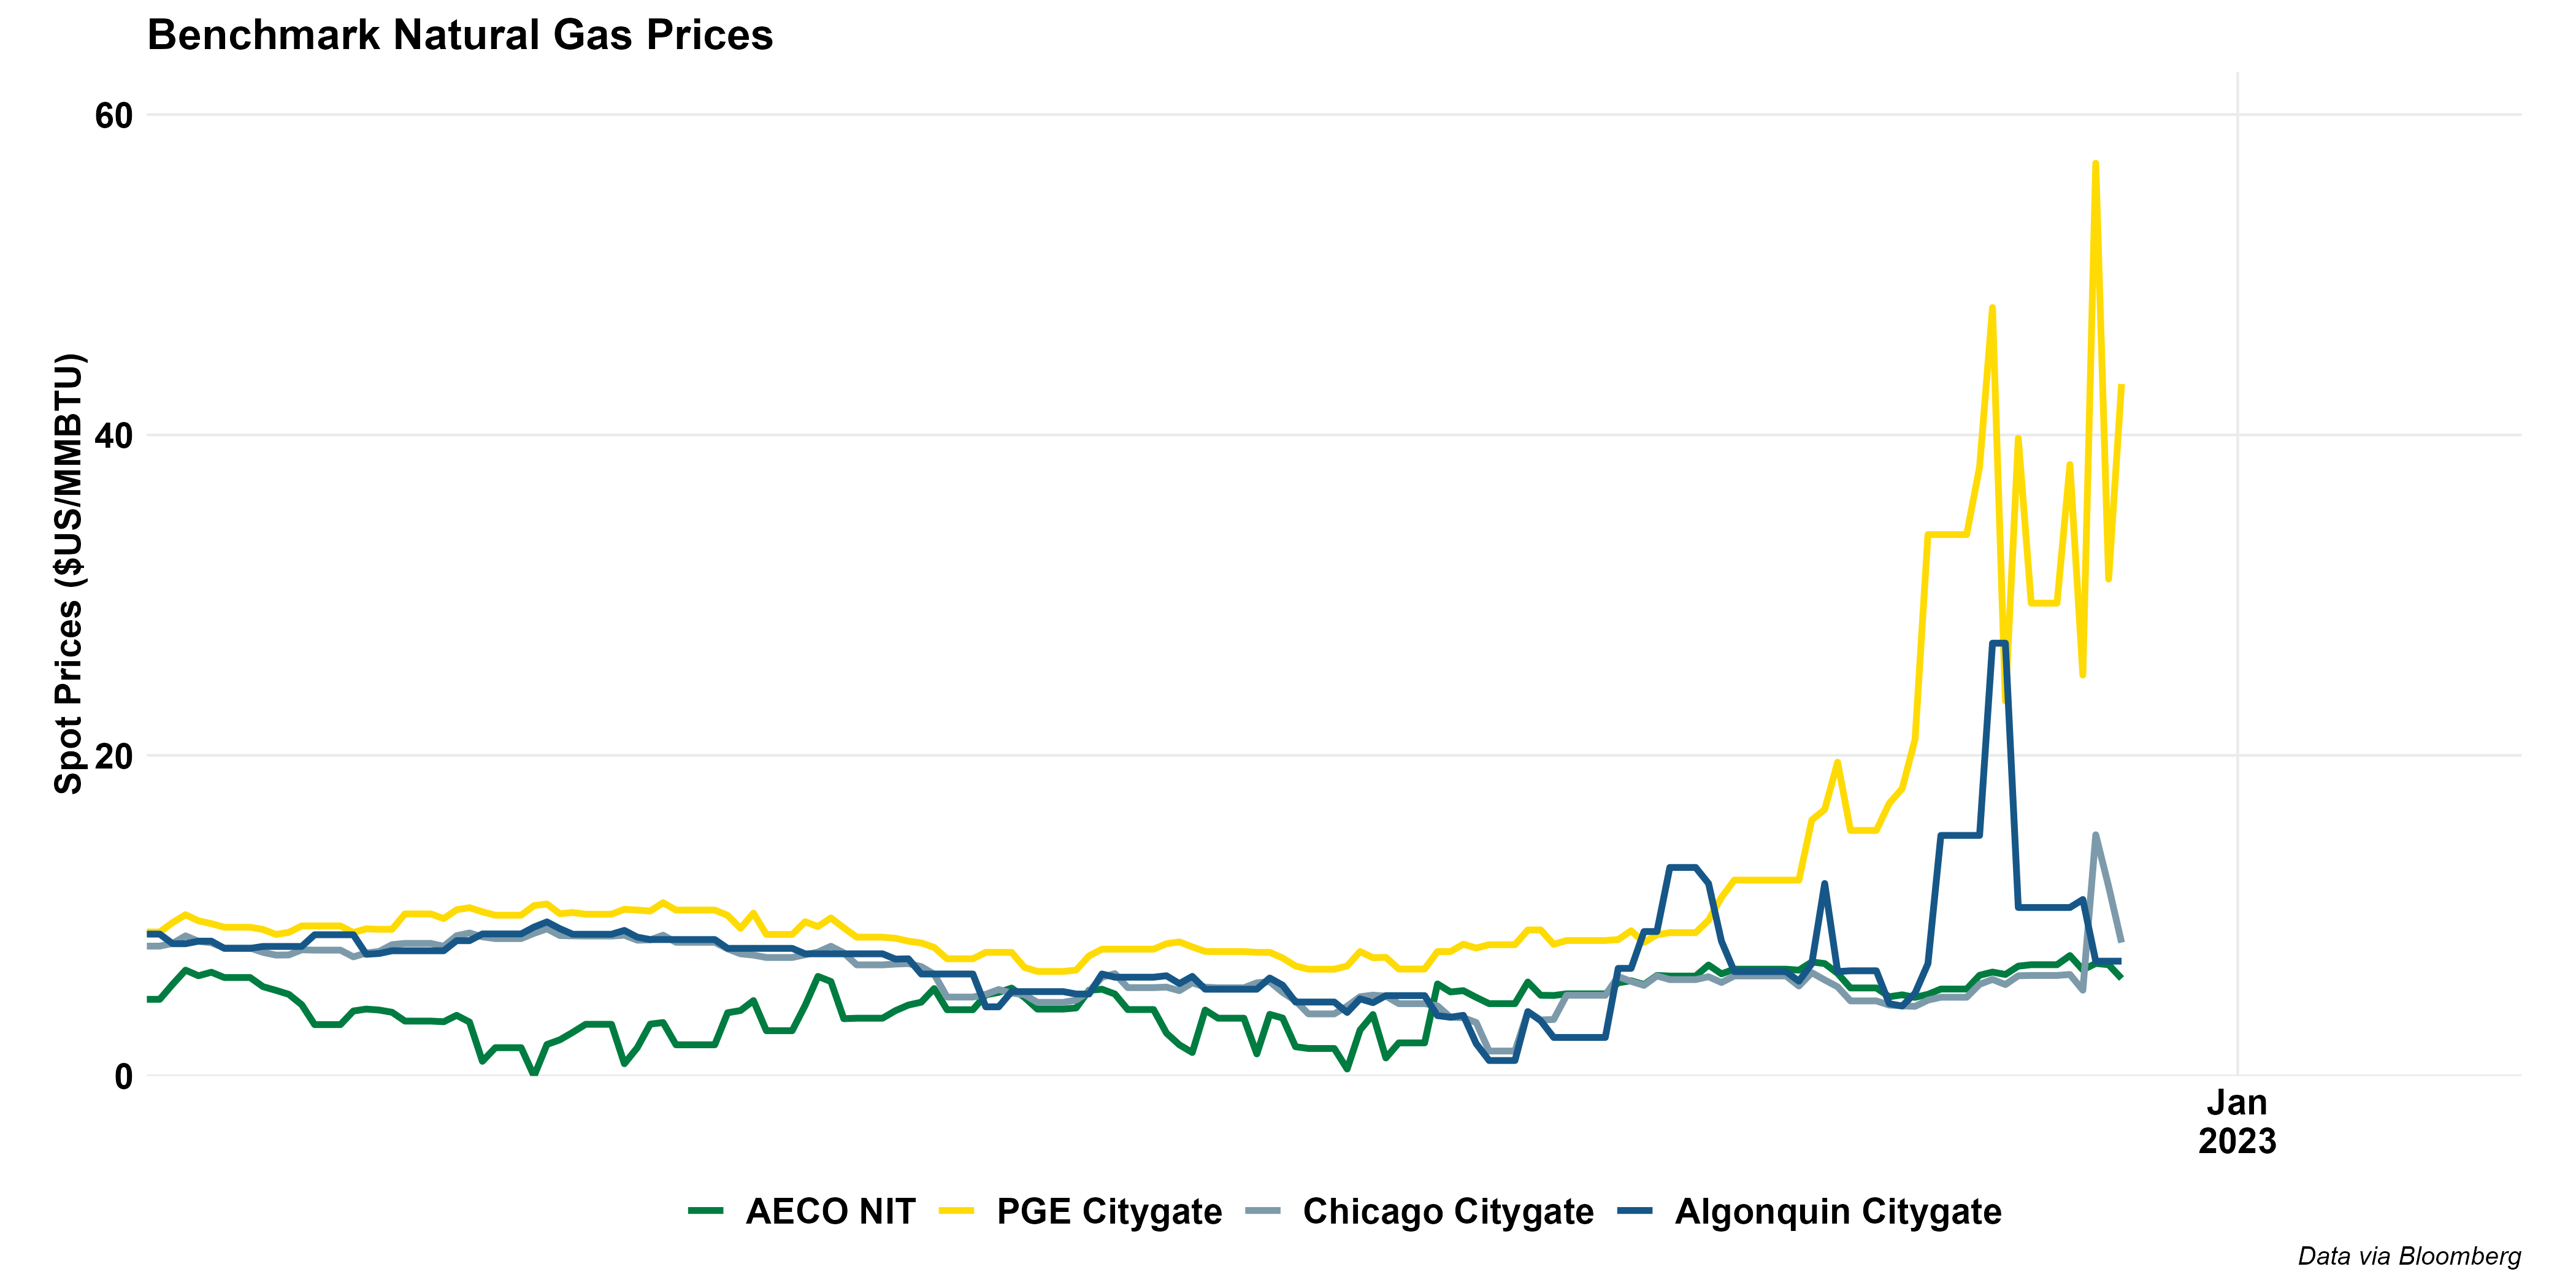 Benchmark Natural Gas Prices
Spot Prices ($US/MMBTU)
60
40
20
0
Jan
2023
AECO NIT PGE Citygate Chicago Citygate Algonquin Citygate
Data via Bloomberg